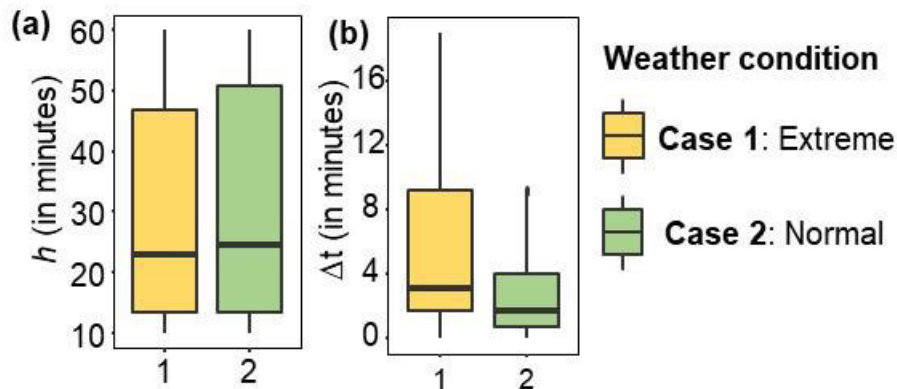 (a)
h (in minutes)
60
50
40
30
20
10
1 2
(b)
Δt (in minutes)
16
12
8
4
0
1 2
Weather condition
Case 1: Extreme
Case 2: Normal